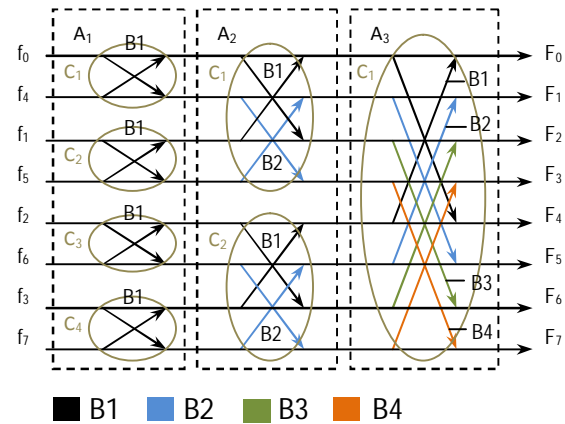 A₁ A₂ A₃
f₀ B1 F₀
C₁ C₁ B1 C₁ B1
f₄ F₁
f₁ B1 B2 F₂
C₂ B2
f₅ F₃
f₂ B1 F₄
C₃ C₂ B1
f₆ F₅
f₃ B1 B3 F₆
C₄ B2 B4
f₇ F₇
B1 B2 B3 B4